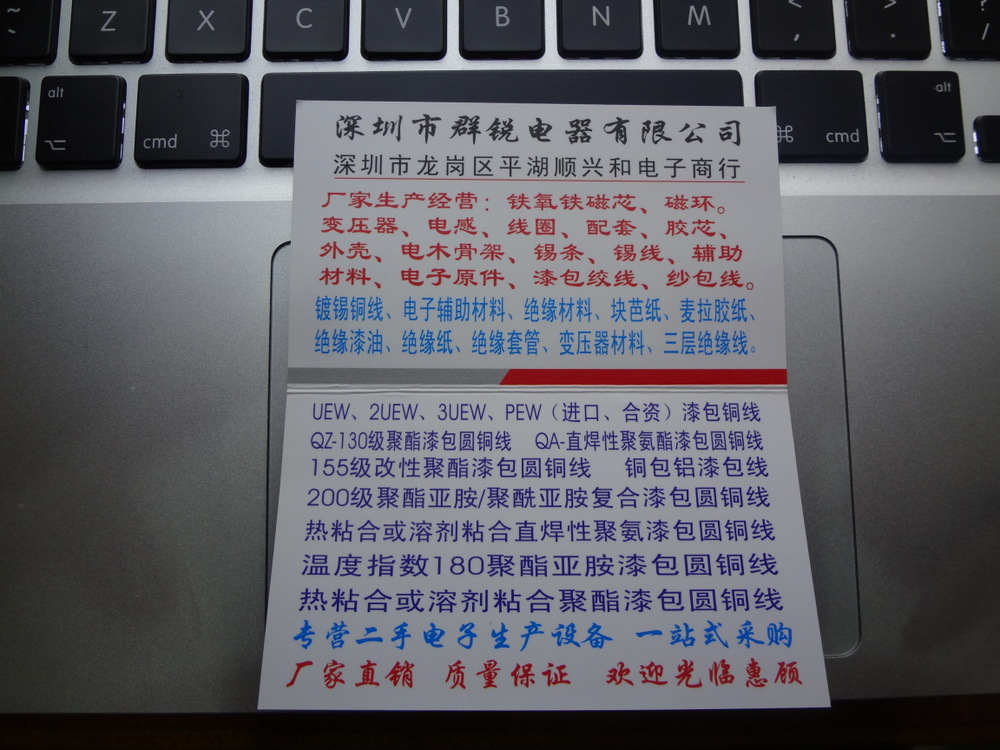 ~
Z
X
C
V
B
N
M
<
,
>
.
?
/
alt
⌥
cmd
⌘
⌘
cmd
alt
⌥
深圳市群锐电器有限公司
深圳市龙岗区平湖顺兴和电子商行
厂家生产经营：铁氧铁磁芯、磁环。
变压器、电感、线圈、配套、胶芯、
外壳、电木骨架、锡条、锡线、辅助
材料、电子原件、漆包绞线、纱包线。
镀锡铜线、电子辅助材料、绝缘材料、块芭纸、麦拉胶纸、
绝缘漆油、绝缘纸、绝缘套管、变压器材料、三层绝缘线。
UEW、2UEW、3UEW、PEW（进口、合资）漆包铜线
QZ-130级聚酯漆包圆铜线 QA-直焊性聚氨酯漆包圆铜线
155级改性聚酯漆包圆铜线 铜包铝漆包线
200级聚酯亚胺/聚酰亚胺复合漆包圆铜线
热粘合或溶剂粘合直焊性聚氨漆包圆铜线
温度指数180聚酯亚胺漆包圆铜线
热粘合或溶剂粘合聚酯漆包圆铜线
专营二手电子生产设备 一站式采购
厂家直销 质量保证 欢迎光临惠顾